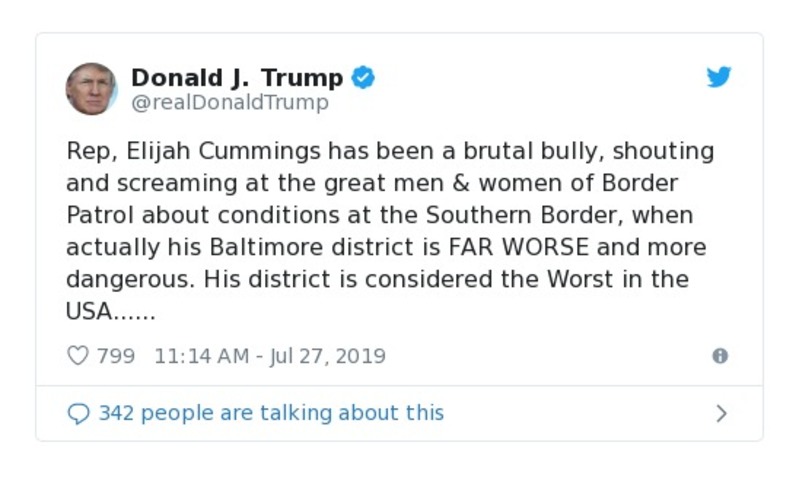 Donald J. Trump
@realDonaldTrump
Rep, Elijah Cummings has been a brutal bully, shouting
and screaming at the great men & women of Border
Patrol about conditions at the Southern Border, when
actually his Baltimore district is FAR WORSE and more
dangerous. His district is considered the Worst in the
USA......
799 11:14 AM - Jul 27, 2019
342 people are talking about this